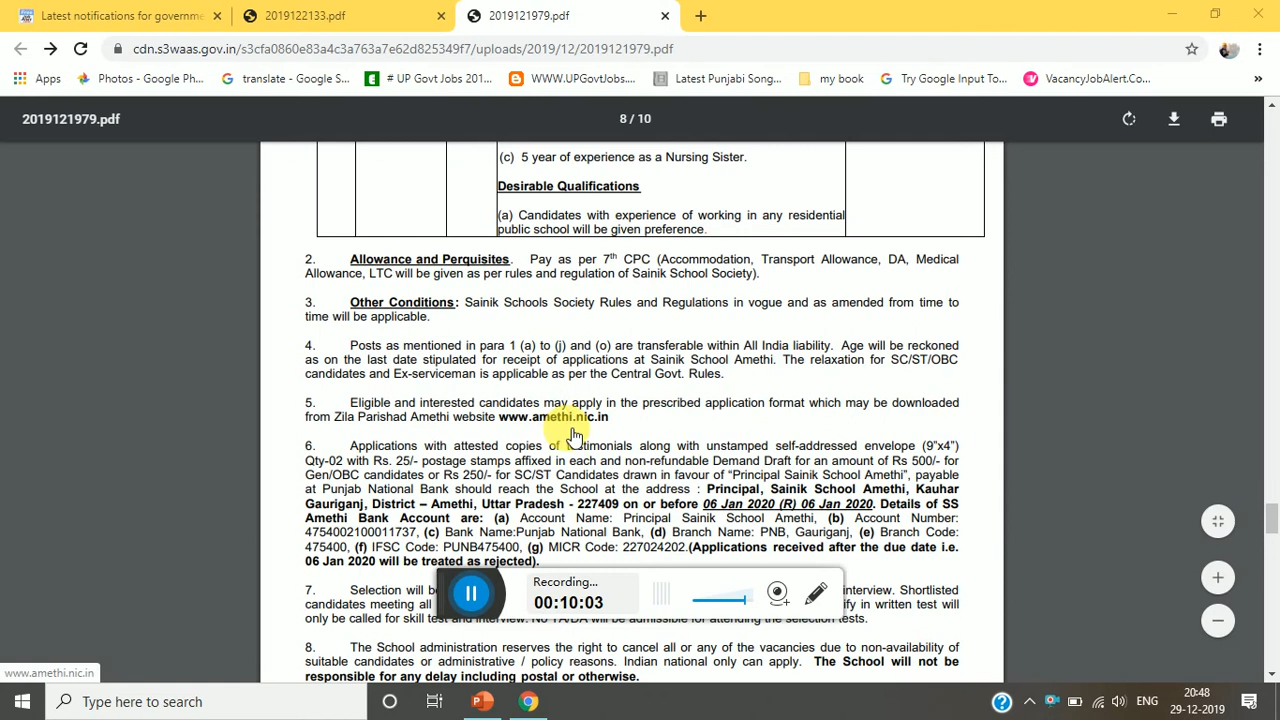 Latest notifications for governme
2019122133.pdf
2019121979.pdf
cdn.s3waas.gov.in/s3cfa0860e83a4c3a763a7e62d825349f7/uploads/2019/12/2019121979.pdf
Apps
Photos - Google Ph...
translate - Google S...
# UP Govt Jobs 201...
WWW.UPGovtJobs....
Latest Punjabi Song...
my book
Try Google Input To...
VacancyJobAlert.Co...
»
2019121979.pdf
8 / 10
(c) 5 year of experience as a Nursing Sister.
Desirable Qualifications
(a) Candidates with experience of working in any residential
public school will be given preference.
2. Allowance and Perquisites. Pay as per 7th CPC (Accommodation, Transport Allowance, DA, Medical
Allowance, LTC will be given as per rules and regulation of Sainik School Society).
3. Other Conditions: Sainik Schools Society Rules and Regulations in vogue and as amended from time to
time will be applicable.
4. Posts as mentioned in para 1 (a) to (j) and (o) are transferable within All India liability. Age will be reckoned
as on the last date stipulated for receipt of applications at Sainik School Amethi. The relaxation for SC/ST/OBC
candidates and Ex-serviceman is applicable as per the Central Govt. Rules.
5. Eligible and interested candidates may apply in the prescribed application format which may be downloaded
from Zila Parishad Amethi website www.amethi.nic.in
6. Applications with attested copies of testimonials along with unstamped self-addressed envelope (9"x4")
Qty-02 with Rs. 25/- postage stamps affixed in each and non-refundable Demand Draft for an amount of Rs 500/- for
Gen/OBC candidates or Rs 250/- for SC/ST Candidates drawn in favour of "Principal Sainik School Amethi", payable
at Punjab National Bank should reach the School at the address : Principal, Sainik School Amethi, Kauhar
Gauriganj, District – Amethi, Uttar Pradesh - 227409 on or before 06 Jan 2020 (R) 06 Jan 2020. Details of SS
Amethi Bank Account are: (a) Account Name: Principal Sainik School Amethi, (b) Account Number:
4754002100011737, (c) Bank Name:Punjab National Bank, (d) Branch Name: PNB, Gauriganj, (e) Branch Code:
475400, (f) IFSC Code: PUNB475400, (g) MICR Code: 227024202.(Applications received after the due date i.e.
06 Jan 2020 will be treated as rejected).
7. Selection will be interview. Shortlisted
candidates meeting all in written test will
only be called for skill test and interview. No TA/DA will be admissible for attending the selection tests.
8. The School administration reserves the right to cancel all or any of the vacancies due to non-availability of
suitable candidates or administrative / policy reasons. Indian national only can apply. The School will not be
responsible for any delay including postal or otherwise.
Recording...
00:10:03
www.amethi.nic.in
Type here to search
ENG
20:48
29-12-2019